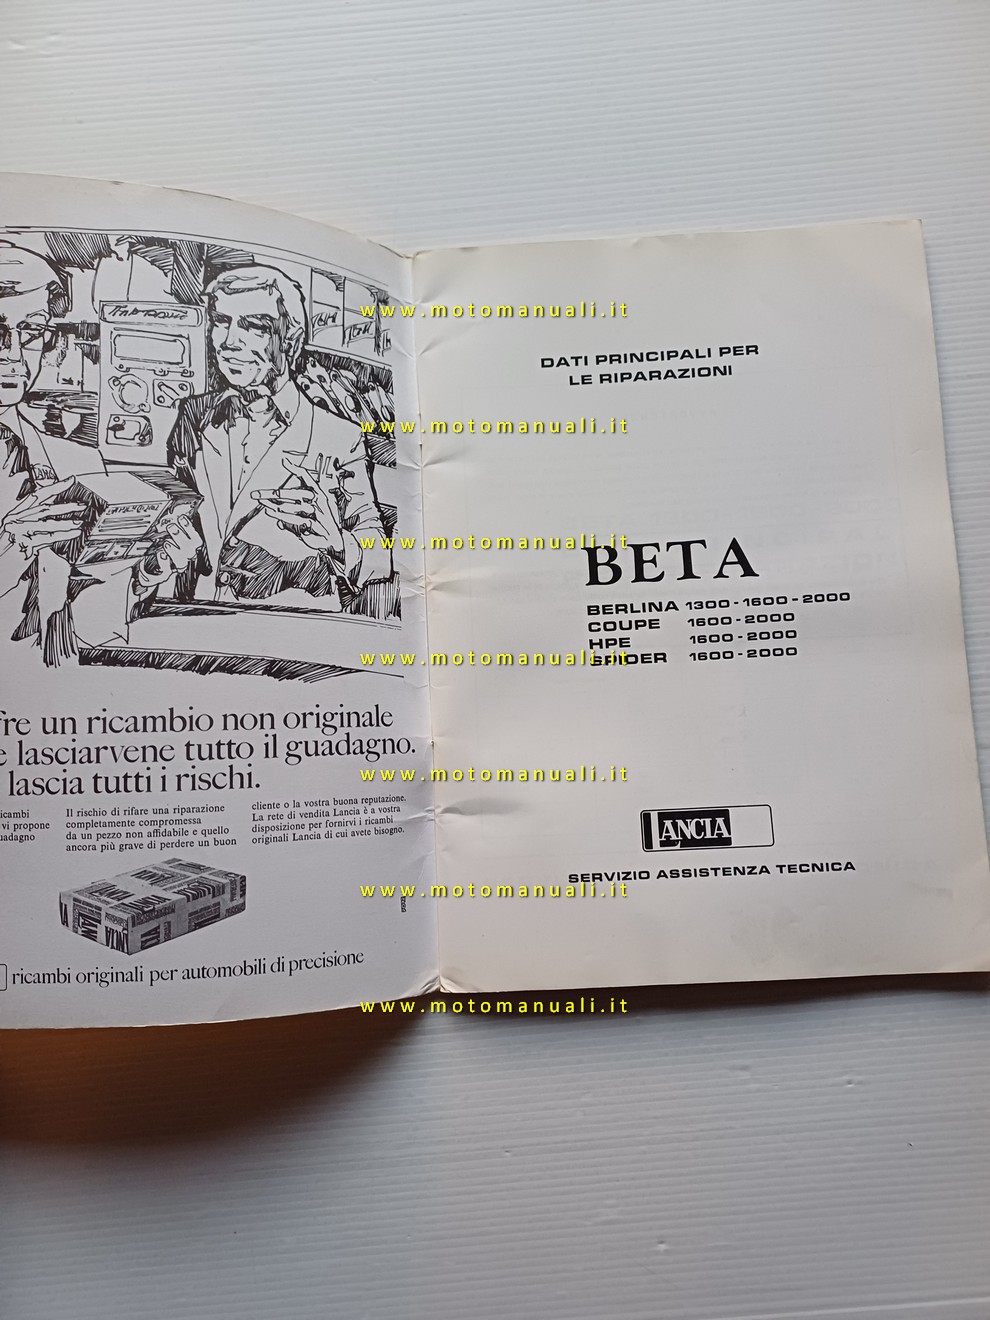 un ricambio non originale
lasciarvene tutto il guadagno.
lascia tutti i rischi.
vi propone
Il rischio di rifare una riparazione
completamente compromessa
da un pezzo non affidabile e quello
ancora più grave di perdere un buon
cliente o la vostra buona reputazione.
La rete di vendita Lancia è a vostra
disposizione per fornirvi i ricambi
originali Lancia di cui avete bisogno.
ricambi originali per automobili di precisione
DATI PRINCIPALI PER
LE RIPARAZIONI
BETA
BERLINA 1300-1600-2000
COUPE 1600-2000
HPE 1600-2000
SPIDER 1600-2000
LANCIA
SERVIZIO ASSISTENZA TECNICA
www.motomanuali.it
www.motomanuali.it
www.motomanuali.it
www.motomanuali.it
www.motomanuali.it
www.motomanuali.it
www.motomanuali.it